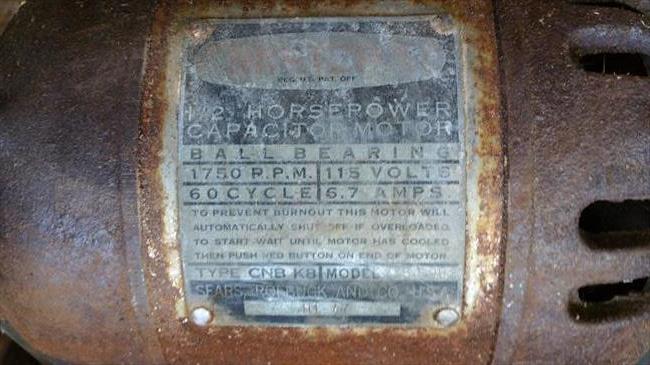 REG. U.S. PAT. OFF.
1/2 HORSEPOWER
CAPACITOR MOTOR
BALL BEARING
1750 R.P.M. 115 VOLTS
60 CYCLE 6.7 AMPS
TO PREVENT BURNOUT THIS MOTOR WILL
AUTOMATICALLY SHUT OFF IF OVERLOADED.
TO START WAIT UNTIL MOTOR HAS COOLED
THEN PUSH RED BUTTON ON END OF MOTOR
TYPE CNB K8 MODEL
SEARS, ROEBUCK AND CO. U.S.A.